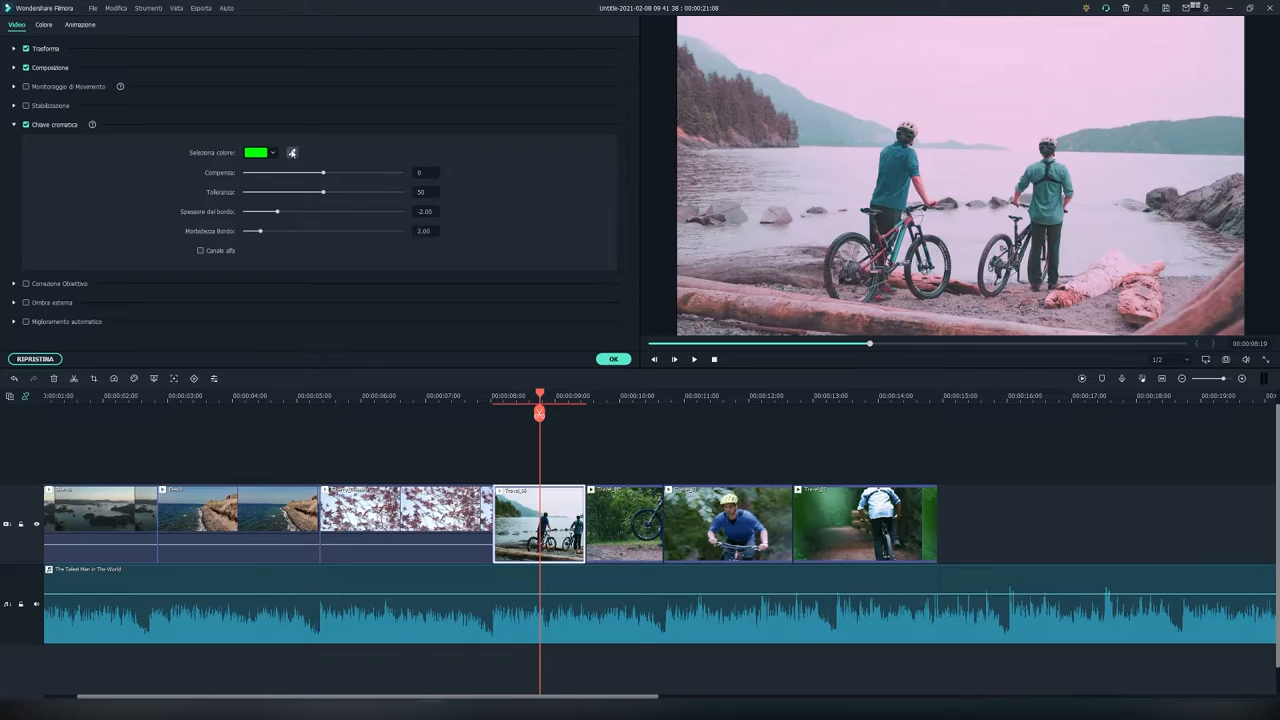 Wondershare Filmora File Modifica Strumenti Vista Esporta Aiuto Untitle-2021-02-08 09 41 38 : 00:00:21:08
Video Colore Animazione
Trasforma
Composizione
Monitoraggio di Movimento
Stabilizzazione
Chiave cromatica
Seleziona colore:
Compensa: 0
Tolleranza: 50
Spessore del bordo: -2.00
Morbidezza Bordo: 2.00
Canale alfa
Correzione Obiettivo
Ombra esterna
Miglioramento automatico
00:00:08:19
RIPRISTINA OK 1/2
00:00:01:00 00:00:02:00 00:00:03:00 00:00:04:00 00:00:05:00 00:00:06:00 00:00:07:00 00:00:08:00 00:00:09:00 00:00:10:00 00:00:11:00 00:00:12:00 00:00:13:00 00:00:14:00 00:00:15:00 00:00:16:00 00:00:17:00 00:00:18:00 00:00:19:00
The Tallest Man in The World